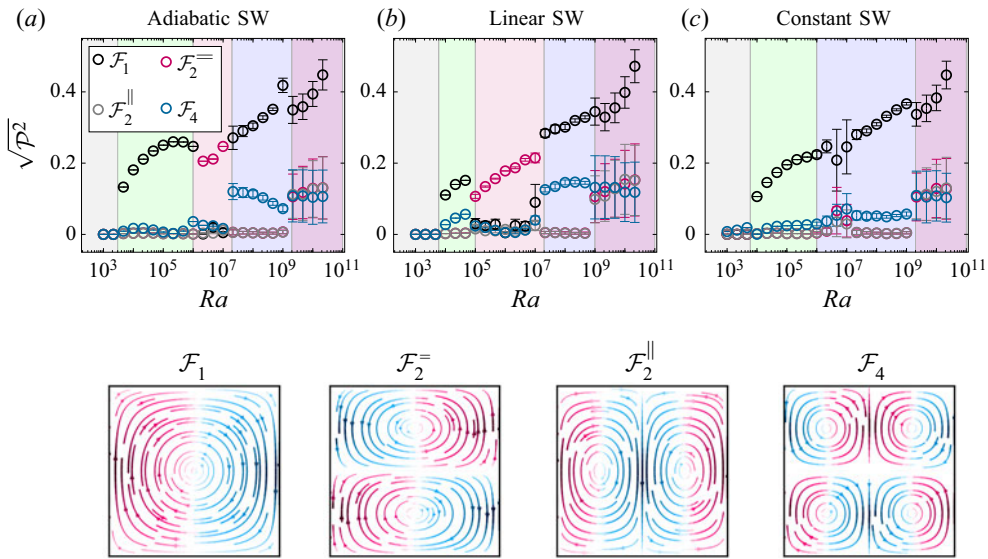 (a) Adiabatic SW (b) Linear SW (c) Constant SW
√P²
0.4
0.2
0
F₁ F₂⁼
F₂^∥ F₄
0.4
0.2
0
0.4
0.2
0
10³ 10⁵ 10⁷ 10⁹ 10¹¹ 10³ 10⁵ 10⁷ 10⁹ 10¹¹ 10³ 10⁵ 10⁷ 10⁹ 10¹¹
Ra Ra Ra
F₁ F₂⁼ F₂^∥ F₄